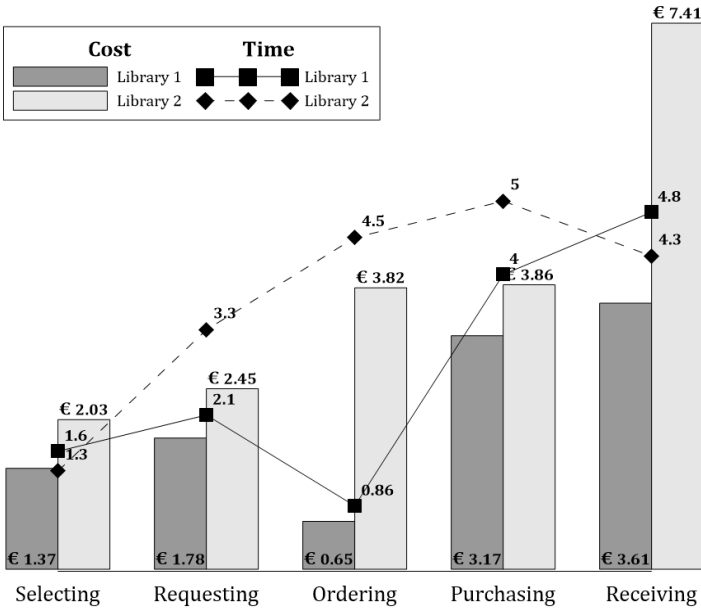 € 7.41
Cost Time
Library 1 Library 1
Library 2 Library 2
5
4.8
4.5
4.3
4
€ 3.82 € 3.86
3.3
€ 2.45
2.1
€ 2.03
1.6
1.3
0.86
€ 1.37 € 1.78 € 0.65 € 3.17 € 3.61
Selecting Requesting Ordering Purchasing Receiving